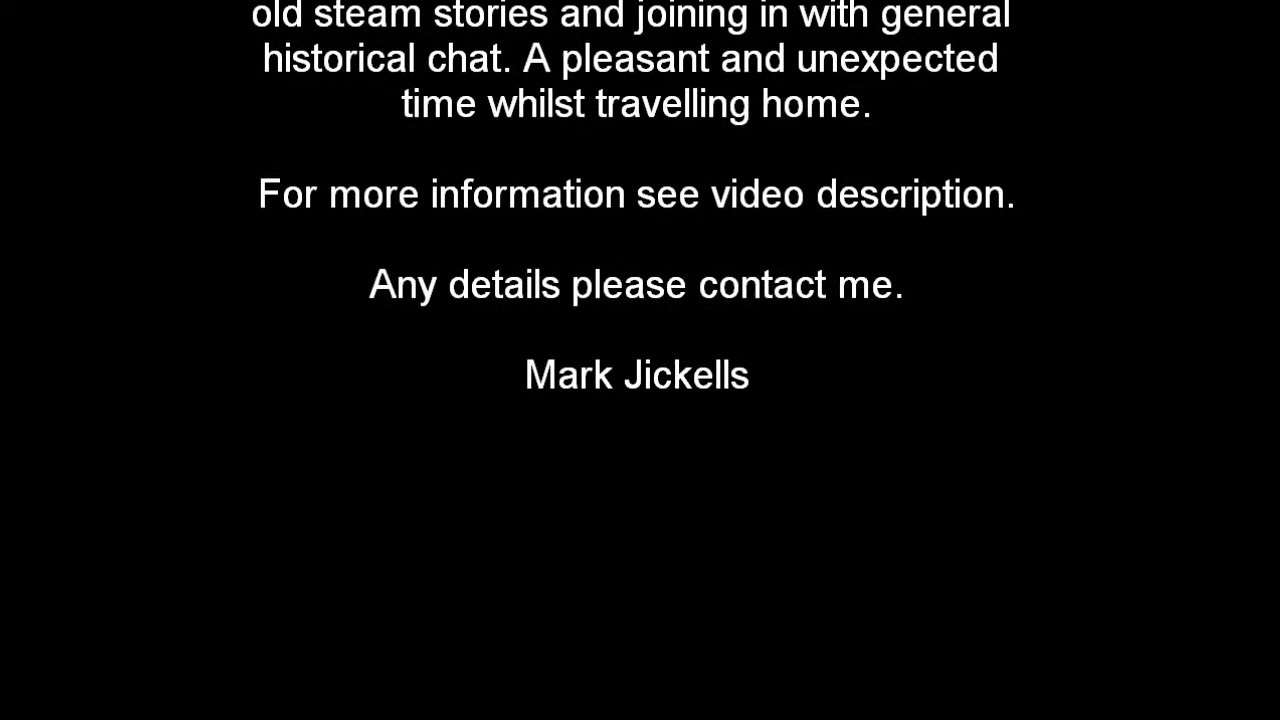 old steam stories and joining in with general
historical chat. A pleasant and unexpected
time whilst travelling home.
For more information see video description.
Any details please contact me.
Mark Jickells